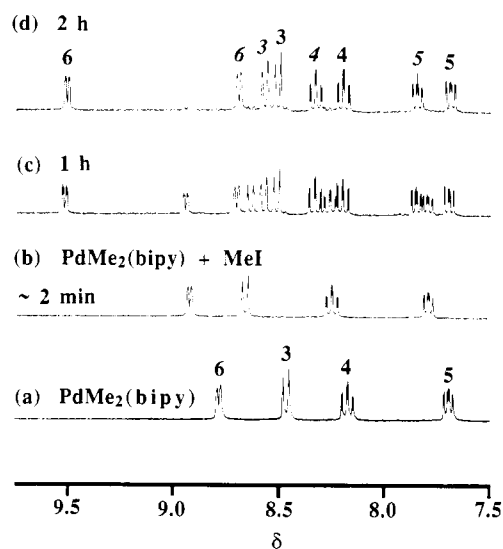 (d) 2 h
6 6 3 3 4 4 5 5
(c) 1 h
(b) PdMe2(bipy) + MeI
~ 2 min
6 3 4 5
(a) PdMe2(bipy)
9.5 9.0 8.5 8.0 7.5
δ